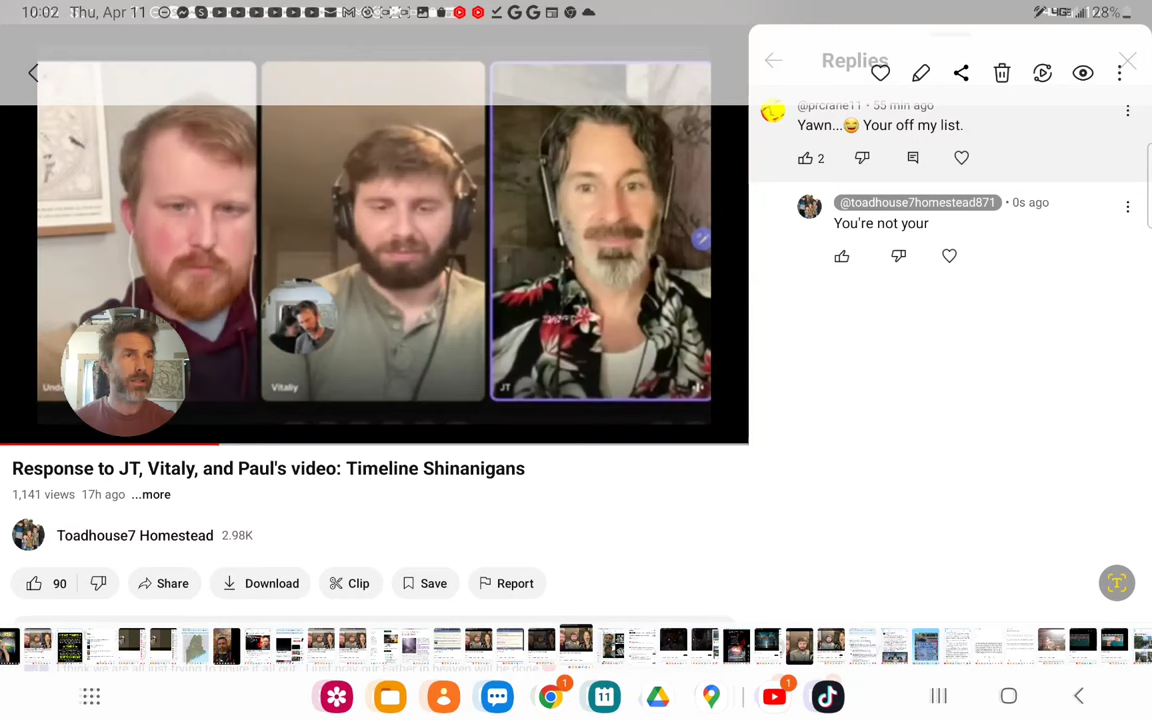 10:02 Thu, Apr 11
28%
Replies
@prcrane11 • 55 min ago
Yawn...😅 Your off my list.
2
@toadhouse7homestead871 • 0s ago
You're not your
Unde
Vitaliy
JT
Response to JT, Vitaly, and Paul's video: Timeline Shinanigans
1,141 views 17h ago ...more
Toadhouse7 Homestead 2.98K
90
Share
Download
Clip
Save
Report
T
1
11
1